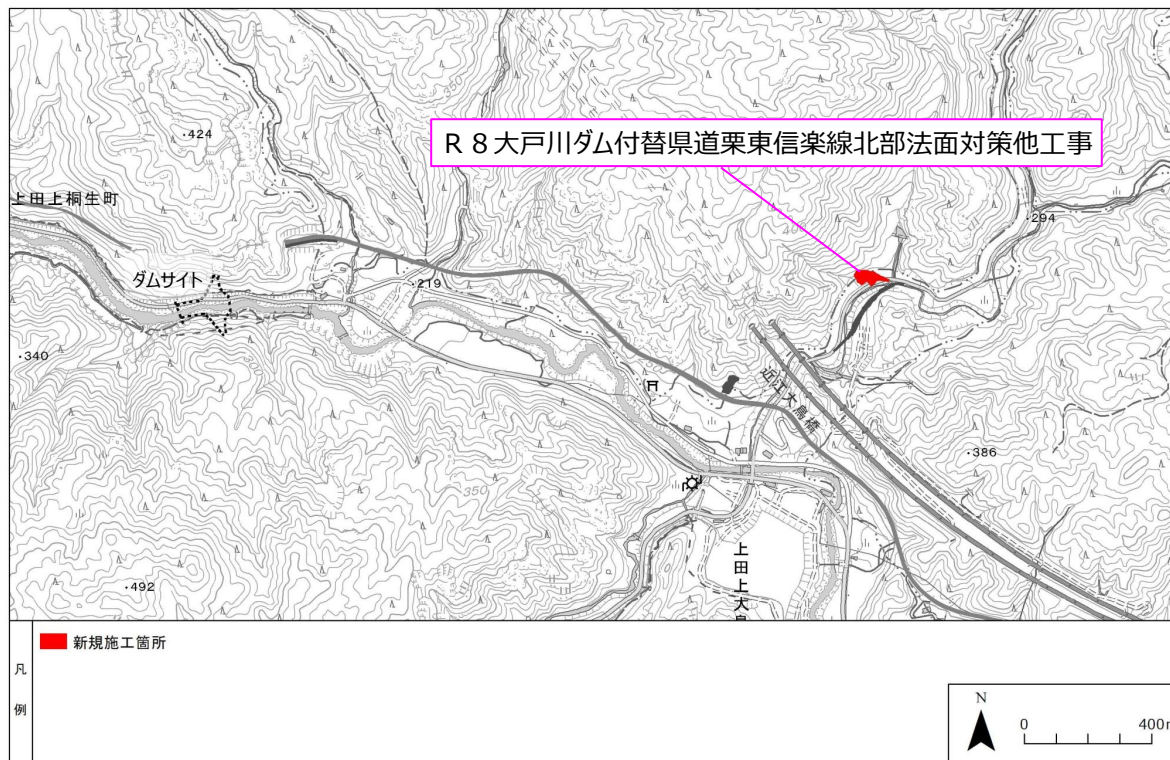 R8大戸川ダム付替県道栗東信楽線北部法面対策他工事
・424
上田上桐生町
ダムサイト
・219
・294
400
・340
近江大鳥橋
・386
350
・492
上田上大鳥
新規施工箇所
凡例
N
0 400m